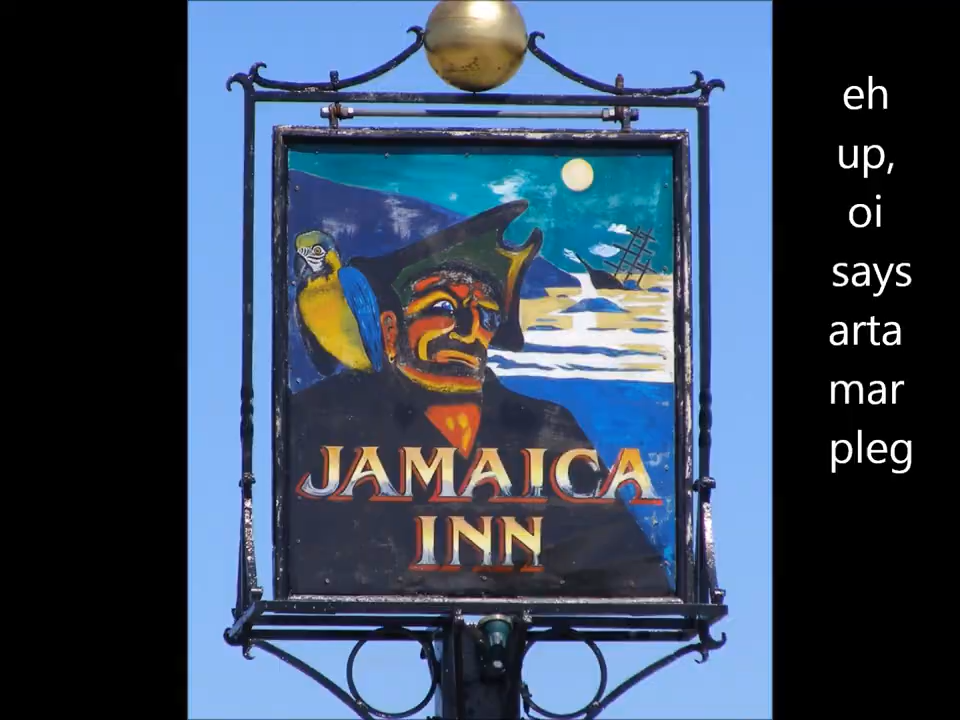 JAMAICA
INN
eh
up,
oi
says
arta
mar
pleg